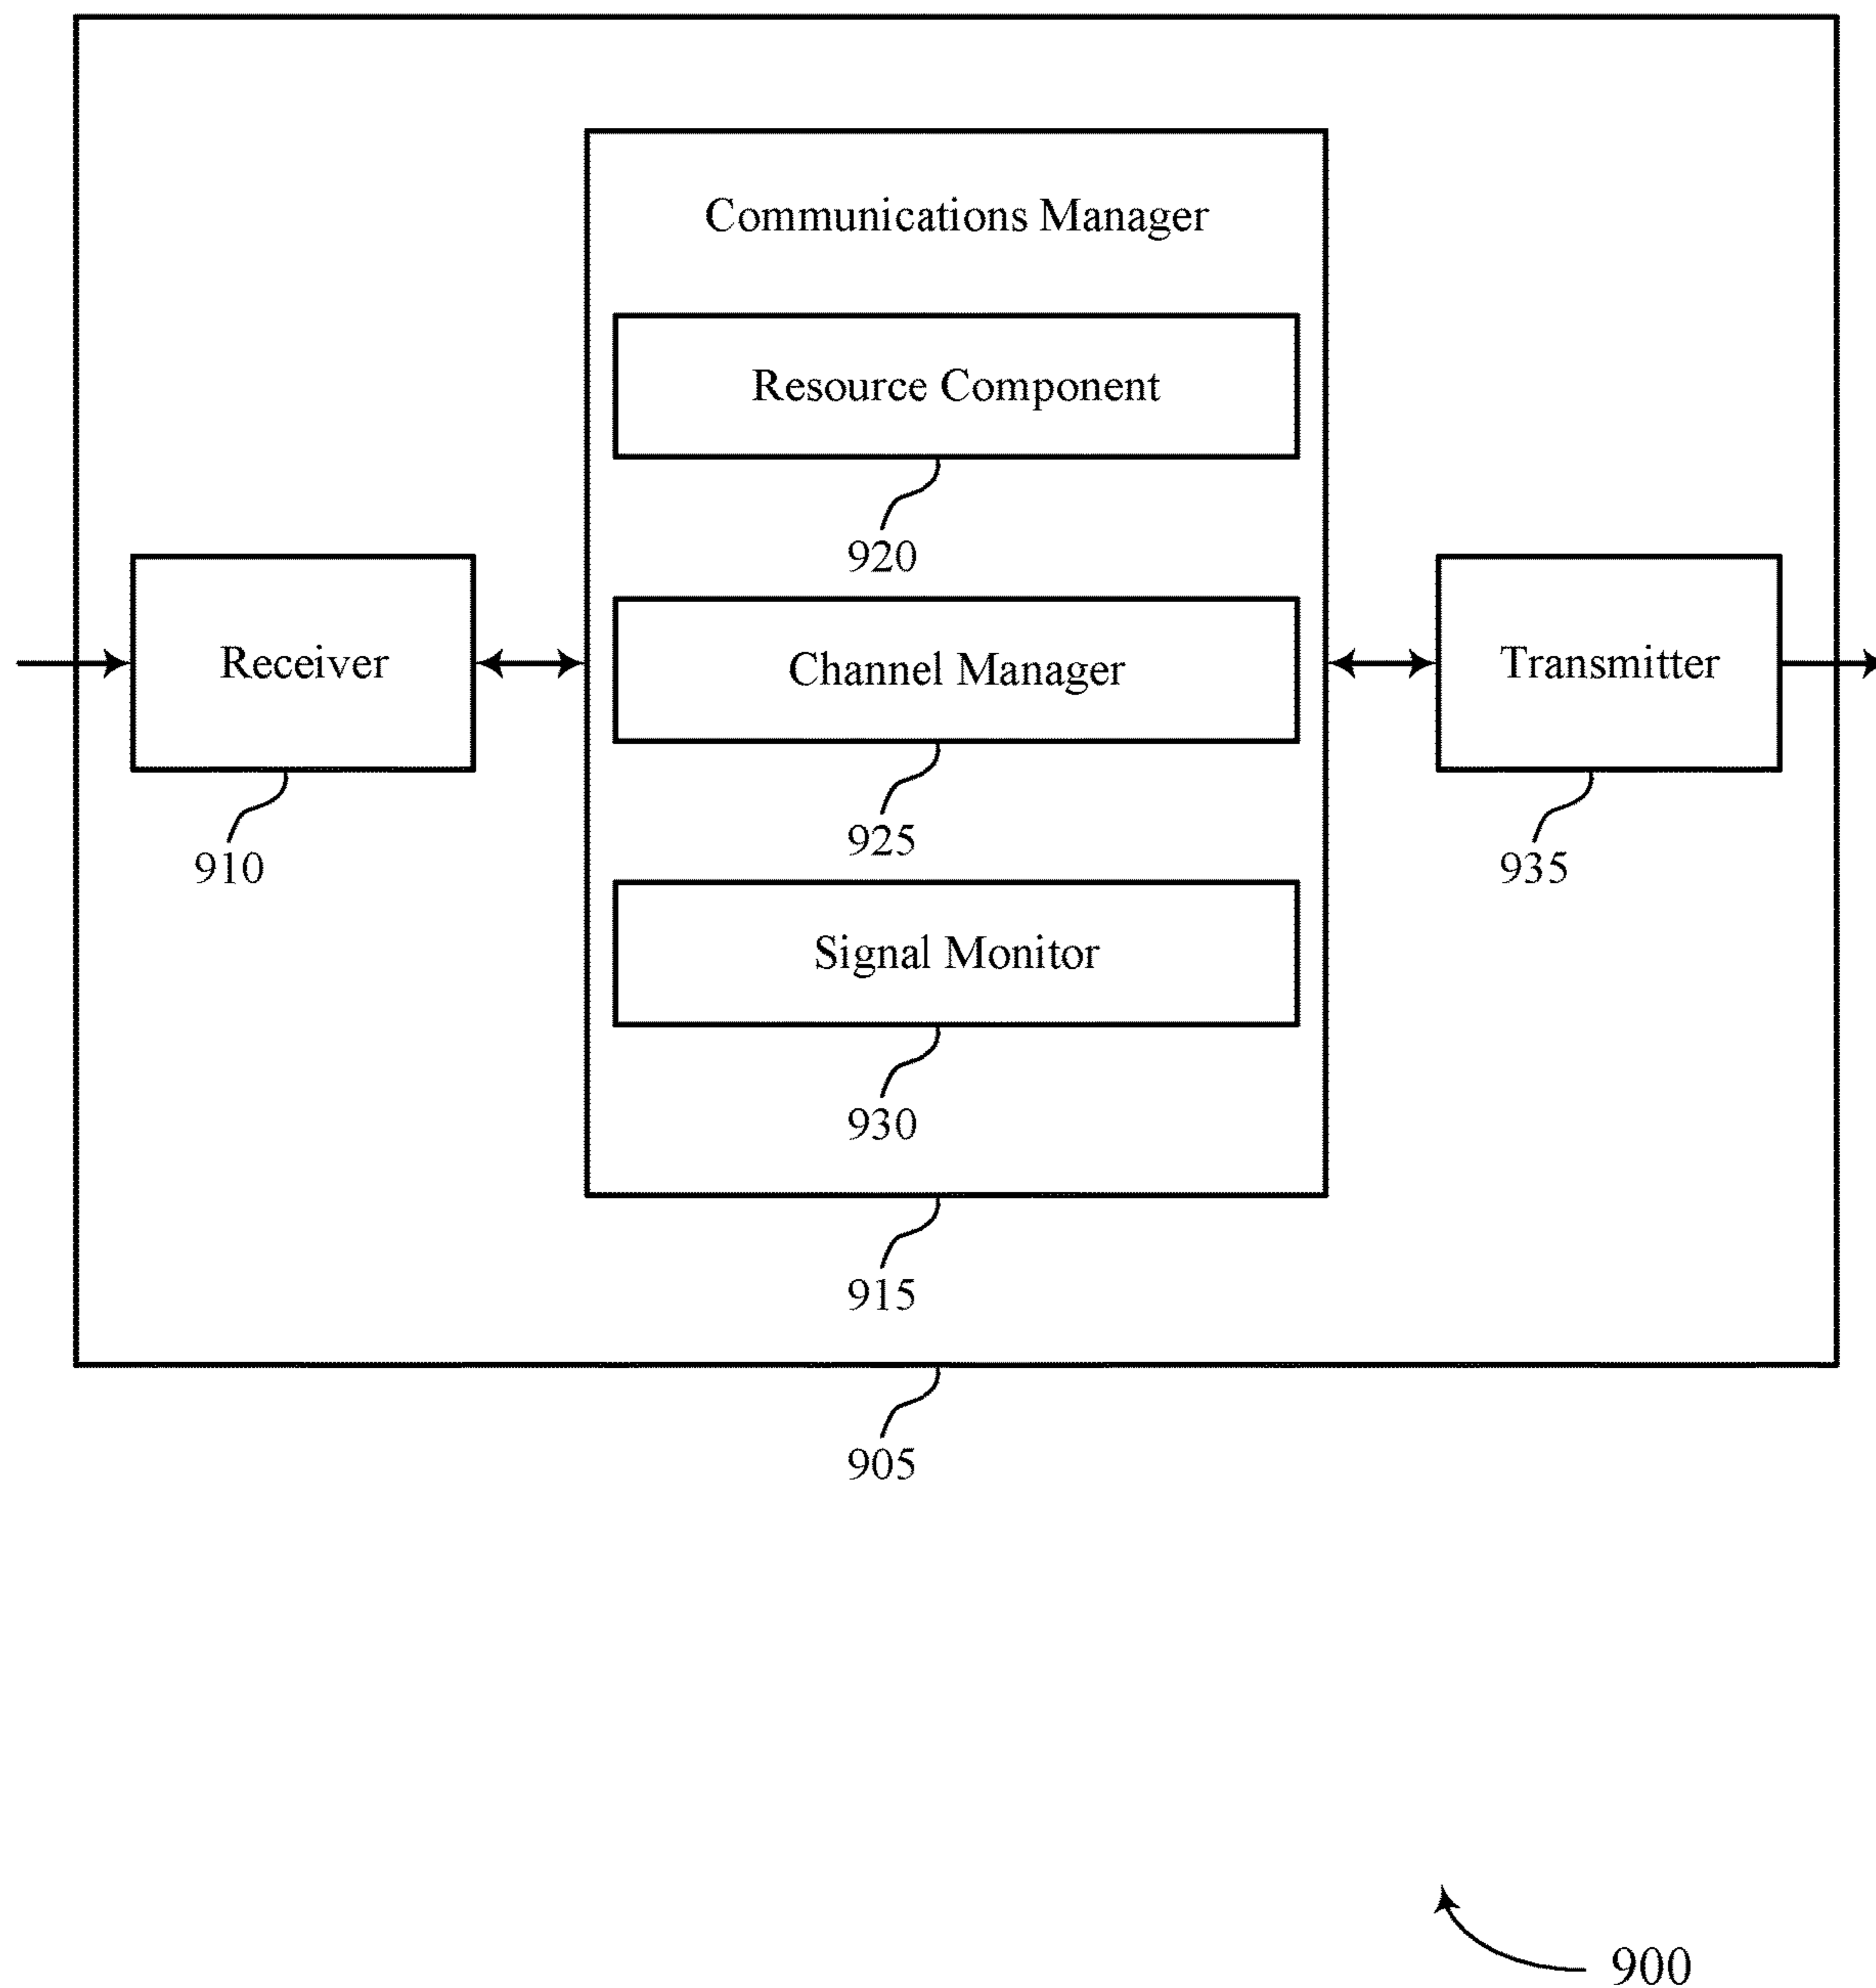 Communications Manager
Resource Component
920
Receiver
Channel Manager
Transmitter
910
925
935
Signal Monitor
930
915
905
900